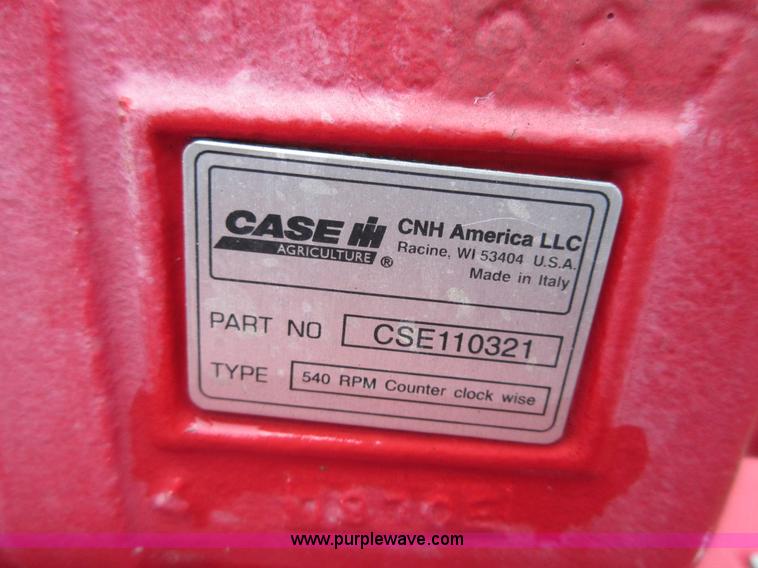 CASE IH
AGRICULTURE ®
CNH America LLC
Racine, WI 53404 U.S.A.
Made in Italy
PART NO CSE110321
TYPE 540 RPM Counter clock wise
www.purplewave.com